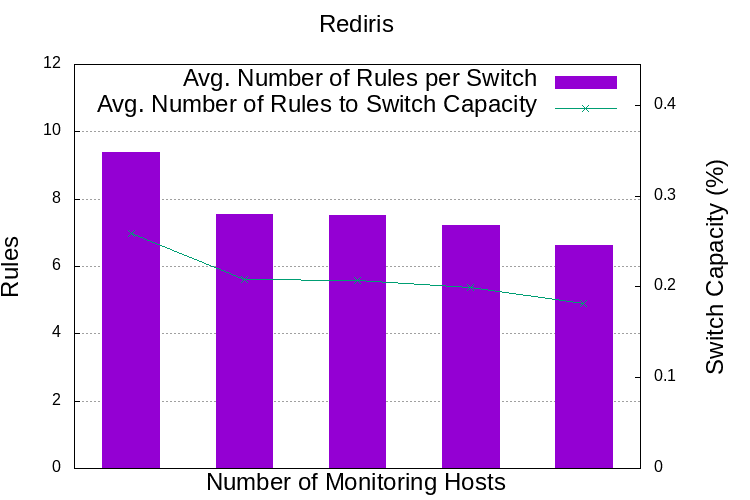 Rediris
12
10
8
6
4
2
0
Rules
Avg. Number of Rules per Switch
Avg. Number of Rules to Switch Capacity
0.4
0.3
0.2
0.1
0
Switch Capacity (%)
Number of Monitoring Hosts